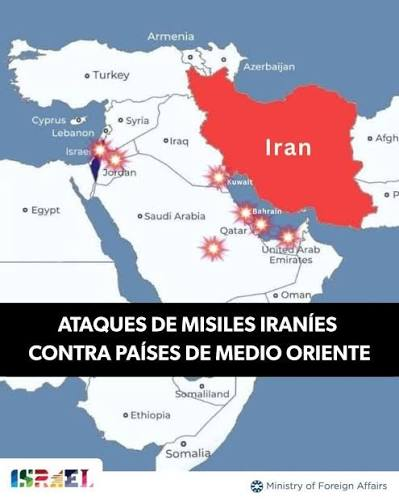 Armenia
Azerbaijan
Turkey
Cyprus
Syria
Lebanon
Israel
Iraq
Iran
Afgh
Jordan
Kuwait
P
Egypt
Saudi Arabia
Bahrain
Qatar
United Arab
Emirates
Oman
ATAQUES DE MISILES IRANÍES
CONTRA PAÍSES DE MEDIO ORIENTE
Somaliland
Ethiopia
Somalia
ISRAEL
Ministry of Foreign Affairs